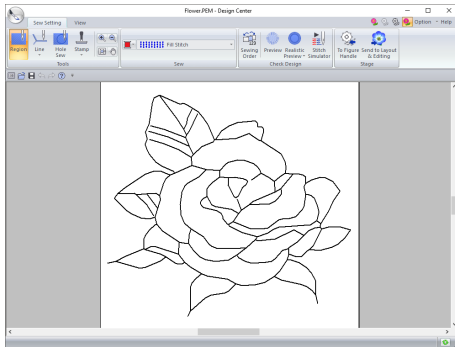 Flower.PEM - Design Center
Sew Setting View Option Help
Region Line Hole Sew Stamp
Fill Stitch
Sewing Order Preview Realistic Preview Stitch Simulator
To Figure Handle Send to Layout & Editing
Tools Sew Check Design Stage